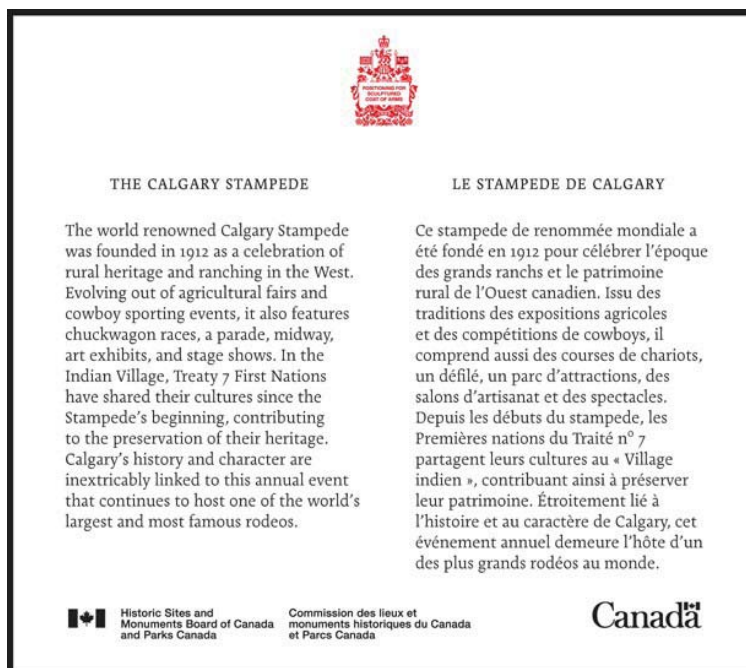 POSITIONING FOR
SCULPTURED
COAT OF ARMS
THE CALGARY STAMPEDE
The world renowned Calgary Stampede
was founded in 1912 as a celebration of
rural heritage and ranching in the West.
Evolving out of agricultural fairs and
cowboy sporting events, it also features
chuckwagon races, a parade, midway,
art exhibits, and stage shows. In the
Indian Village, Treaty 7 First Nations
have shared their cultures since the
Stampede's beginning, contributing
to the preservation of their heritage.
Calgary's history and character are
inextricably linked to this annual event
that continues to host one of the world's
largest and most famous rodeos.
LE STAMPEDE DE CALGARY
Ce stampede de renommée mondiale a
été fondé en 1912 pour célébrer l'époque
des grands ranchs et le patrimoine
rural de l'Ouest canadien. Issu des
traditions des expositions agricoles
et des compétitions de cowboys, il
comprend aussi des courses de chariots,
un défilé, un parc d'attractions, des
salons d'artisanat et des spectacles.
Depuis les débuts du stampede, les
Premières nations du Traité nº 7
partagent leurs cultures au « Village
indien », contribuant ainsi à préserver
leur patrimoine. Étroitement lié à
l'histoire et au caractère de Calgary, cet
événement annuel demeure l'hôte d'un
des plus grands rodéos au monde.
Historic Sites and
Monuments Board of Canada
and Parks Canada
Commission des lieux et
monuments historiques du Canada
et Parcs Canada
Canada